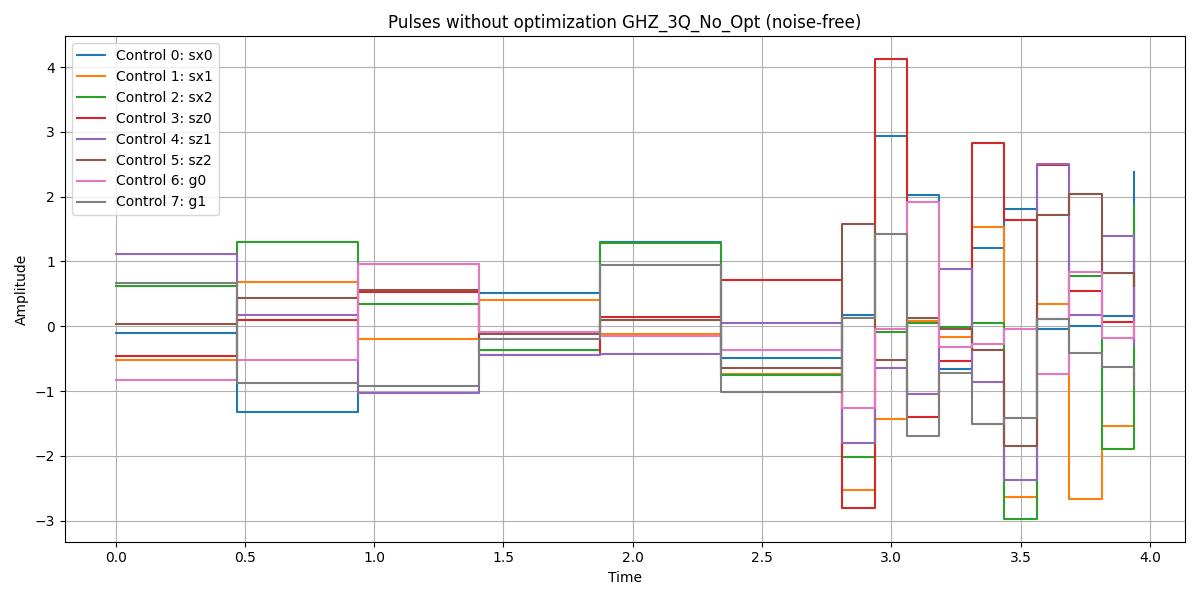 Pulses without optimization GHZ_3Q_No_Opt (noise-free)
Control 0: sx0
Control 1: sx1
Control 2: sx2
Control 3: sz0
Control 4: sz1
Control 5: sz2
Control 6: g0
Control 7: g1
Amplitude
4
3
2
1
0
−1
−2
−3
0.0 0.5 1.0 1.5 2.0 2.5 3.0 3.5 4.0
Time